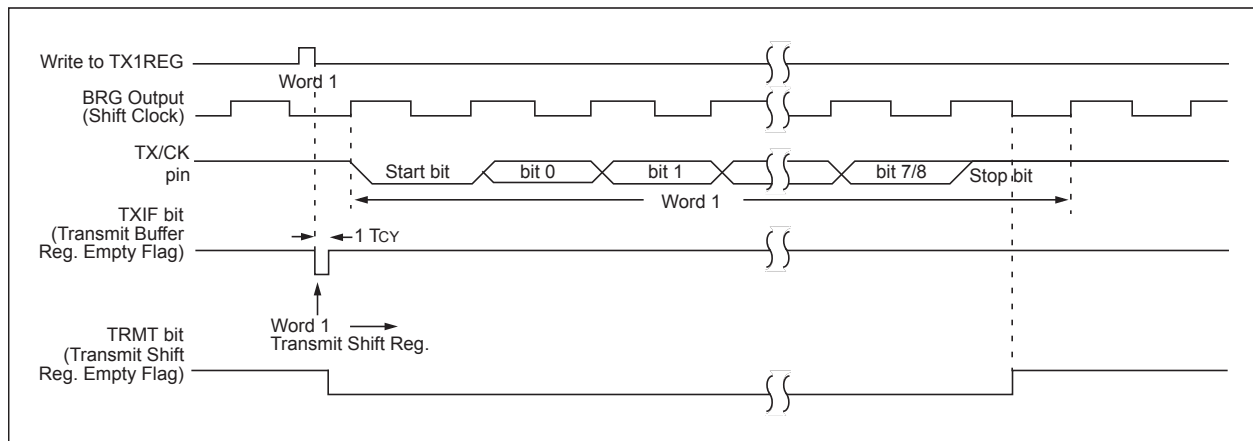 Write to TX1REG
Word 1
BRG Output
(Shift Clock)
TX/CK
pin
Start bit
bit 0
bit 1
bit 7/8
Stop bit
Word 1
TXIF bit
(Transmit Buffer
Reg. Empty Flag)
1 TCY
Word 1
Transmit Shift Reg.
TRMT bit
(Transmit Shift
Reg. Empty Flag)